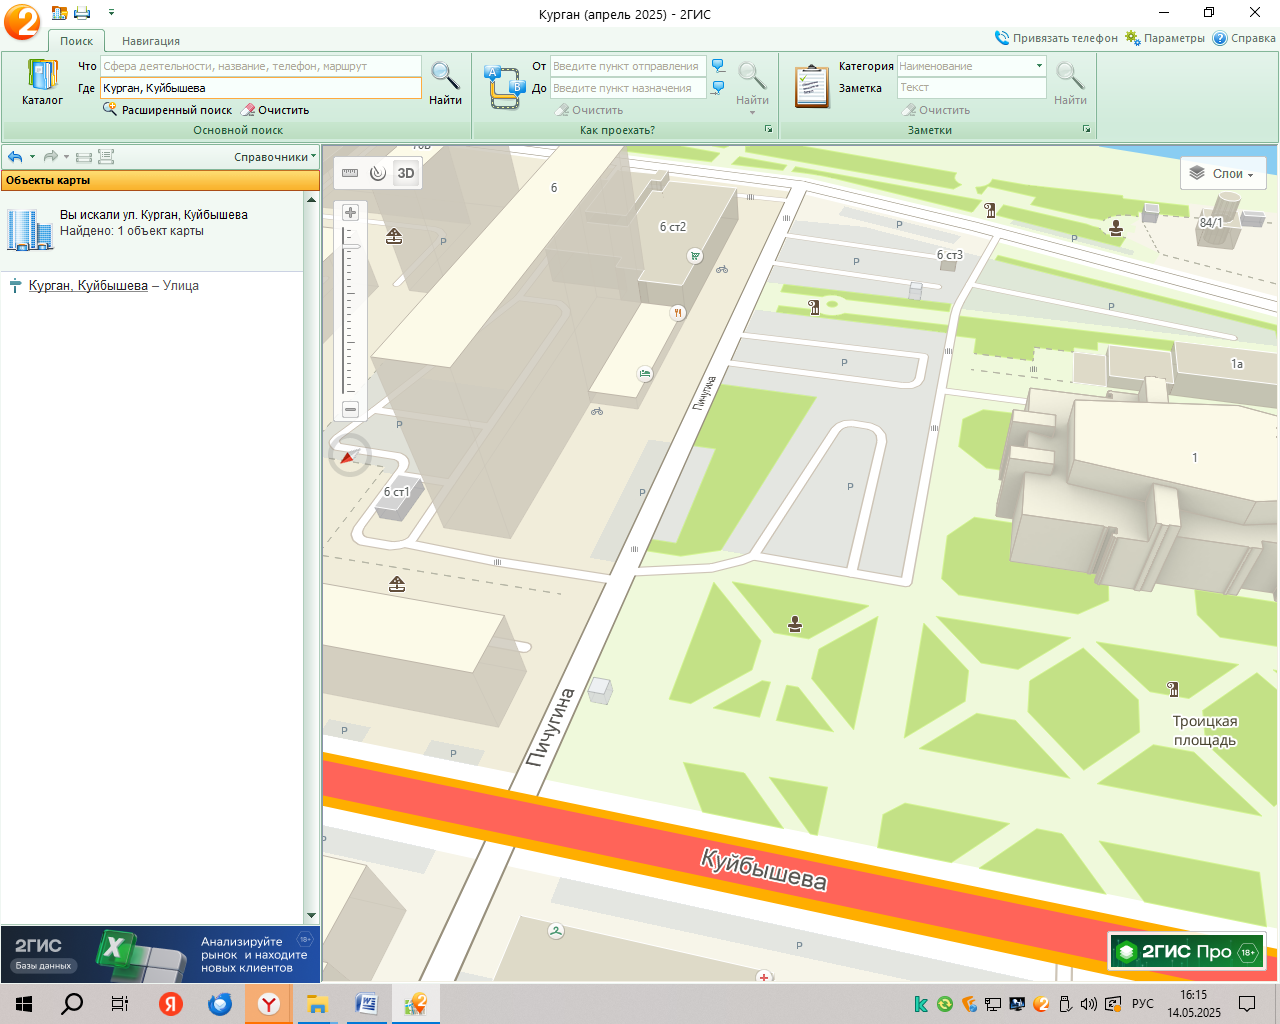 Курган (апрель 2025) - 2ГИС
Поиск
Навигация
Привязать телефон
Параметры
Справка
Каталог
Что
Сфера деятельности, название, телефон, маршрут
Где
Курган, Куйбышева
Расширенный поиск
Очистить
Найти
Основной поиск
От
Введите пункт отправления
До
Введите пункт назначения
Очистить
Найти
Как проехать?
Категория
Наименование
Заметка
Текст
Очистить
Найти
Заметки
Справочники
Объекты карты
Вы искали ул. Курган, Куйбышева
Найдено: 1 объект карты
Курган, Куйбышева – Улица
2ГИС
Базы данных
Анализируйте
рынок и находите
новых клиентов
18+
3D
Слои
6
6 ст2
6 ст3
84/1
1а
1
6 ст1
P
P
P
P
P
P
P
P
P
P
P
P
P
P
Пичугина
Пичугина
Троицкая
площадь
Куйбышева
2ГИС Про
18+
РУС
16:15
14.05.2025